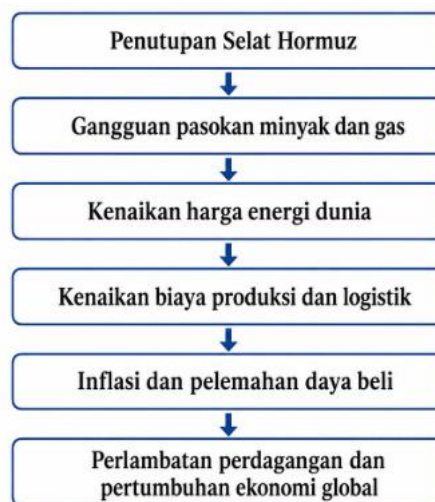 Penutupan Selat Hormuz
Gangguan pasokan minyak dan gas
Kenaikan harga energi dunia
Kenaikan biaya produksi dan logistik
Inflasi dan pelemahan daya beli
Perlambatan perdagangan dan
pertumbuhan ekonomi global